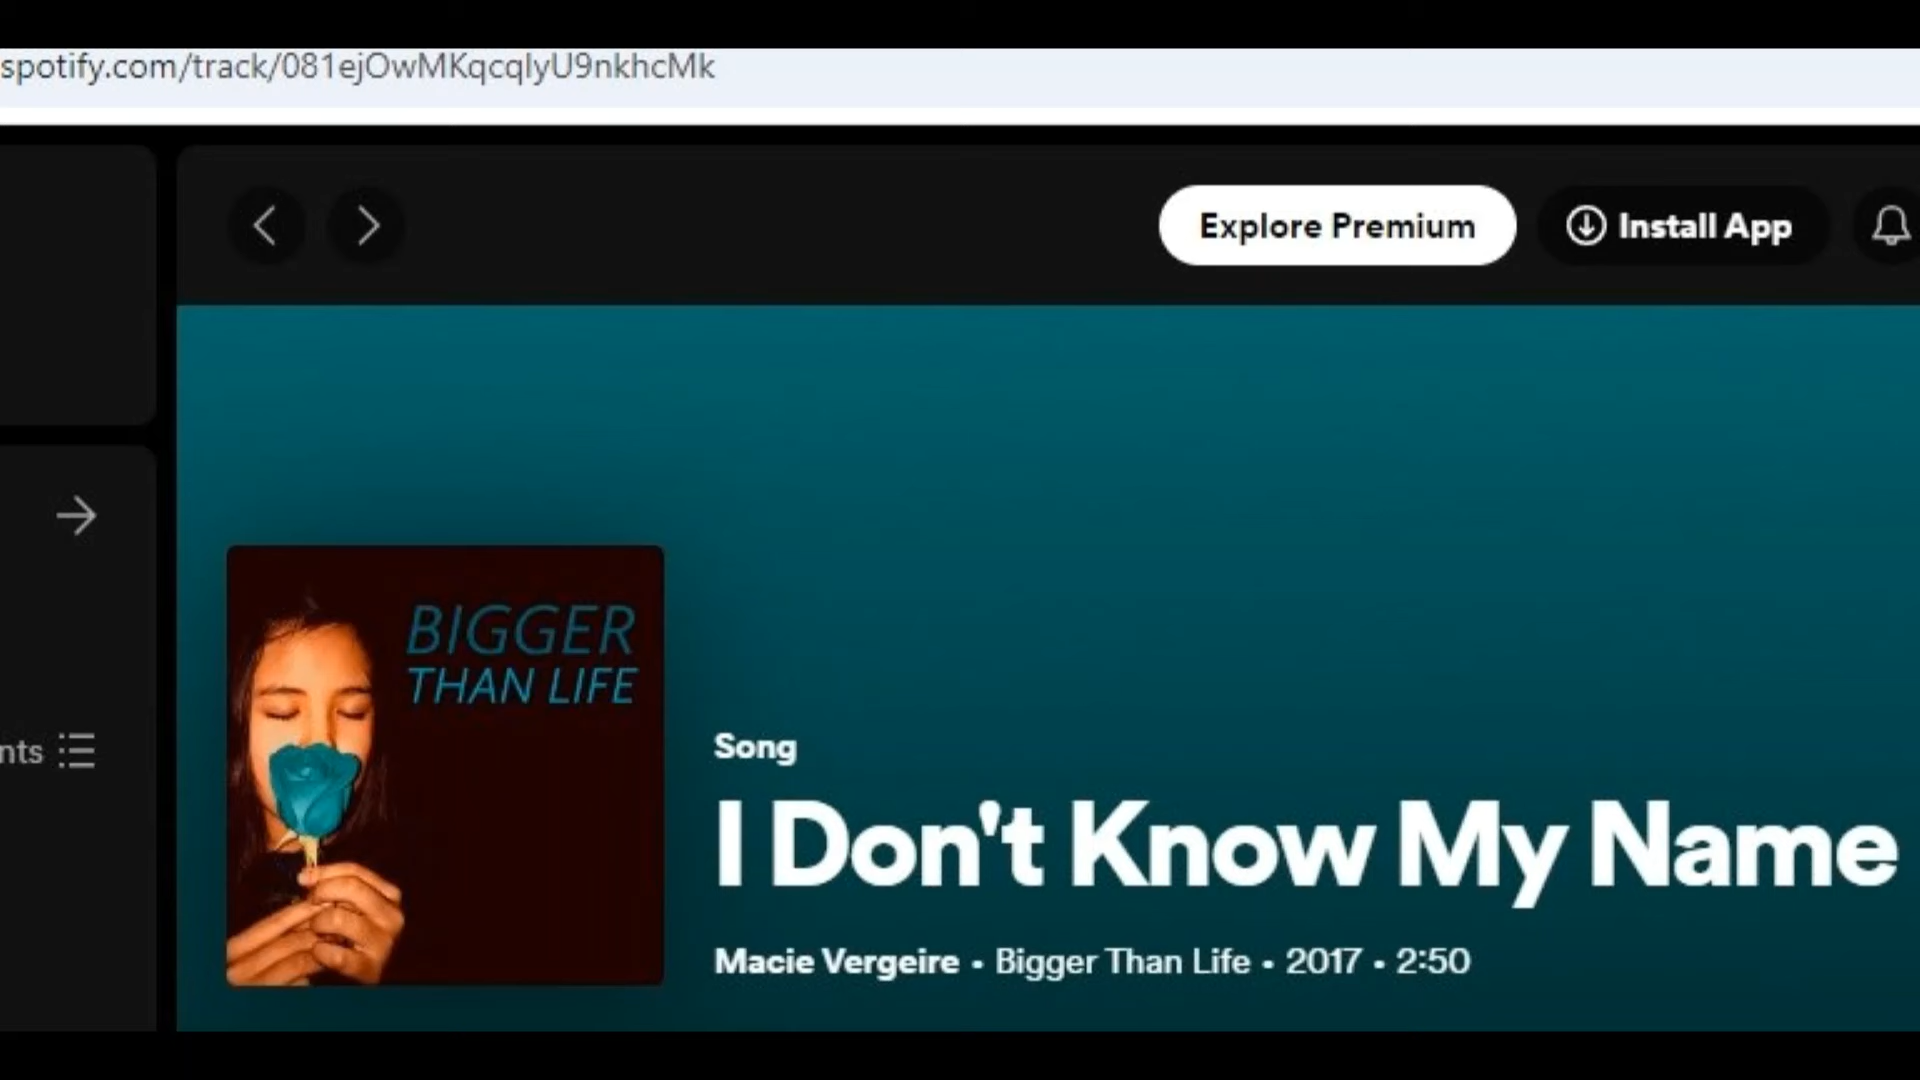 spotify.com/track/081ejOwMKqcqlyU9nkhcMk
Explore Premium
Install App
nts
BIGGER
THAN LIFE
Song
I Don't Know My Name
Macie Vergeire • Bigger Than Life • 2017 • 2:50